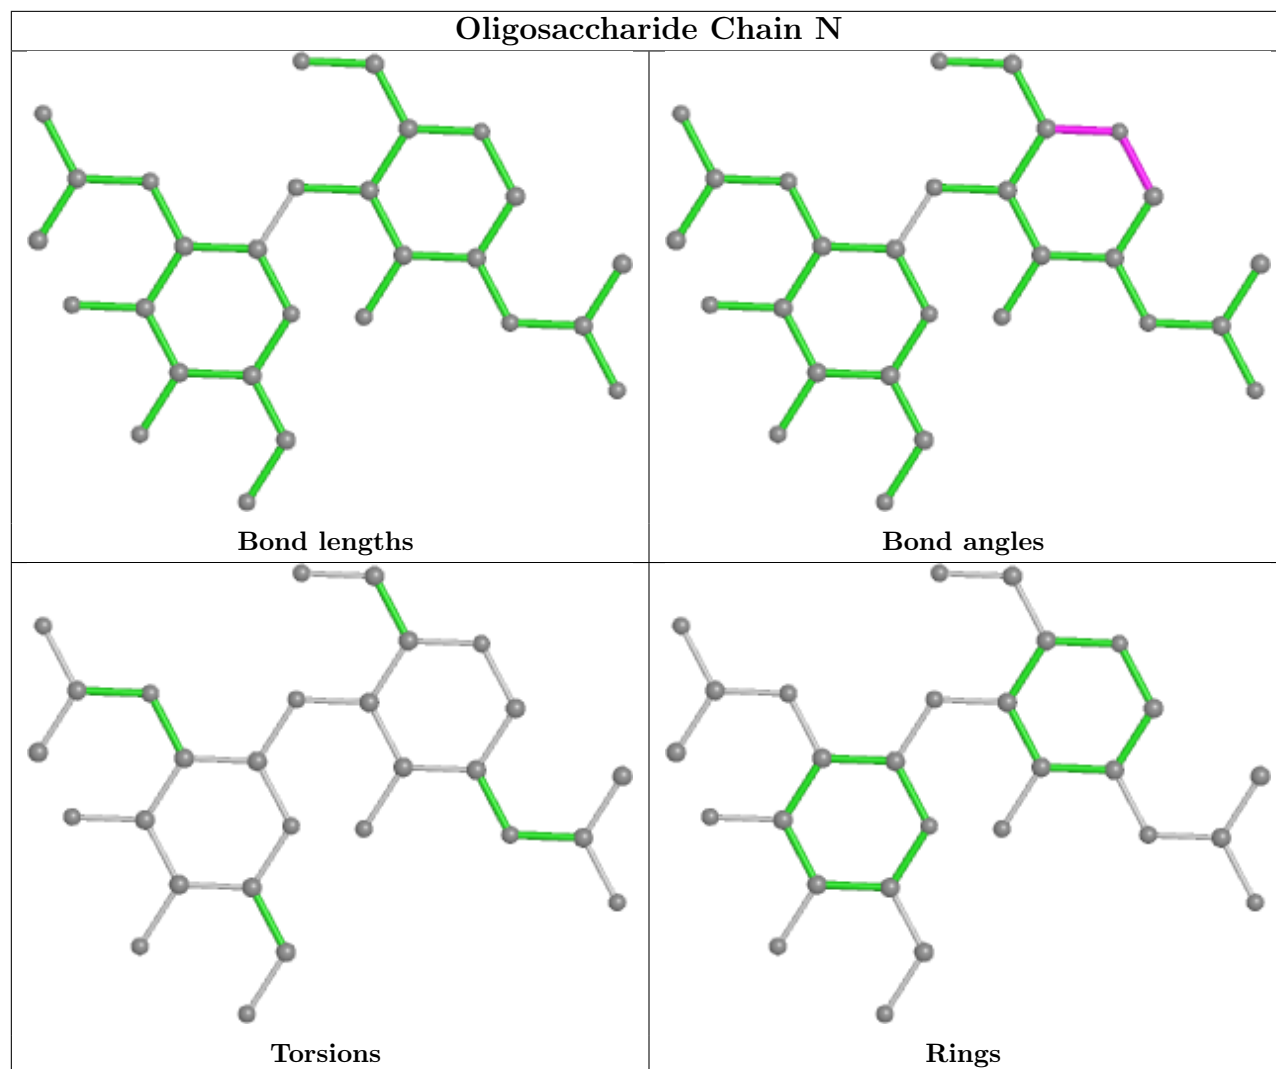 Oligosaccharide Chain N
Bond lengths
Bond angles
Torsions
Rings